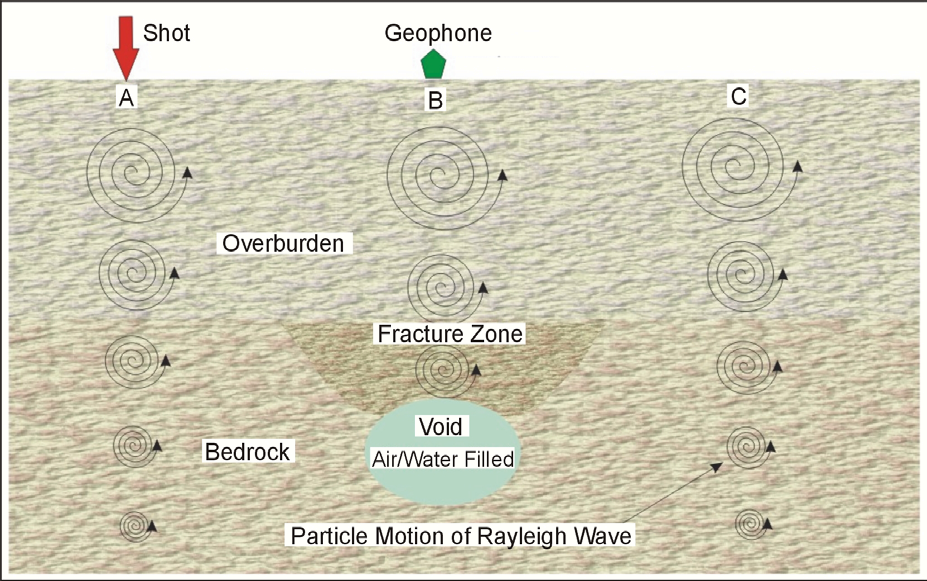 Shot
Geophone
A
B
C
Overburden
Fracture Zone
Void
Bedrock
Air/Water Filled
Particle Motion of Rayleigh Wave